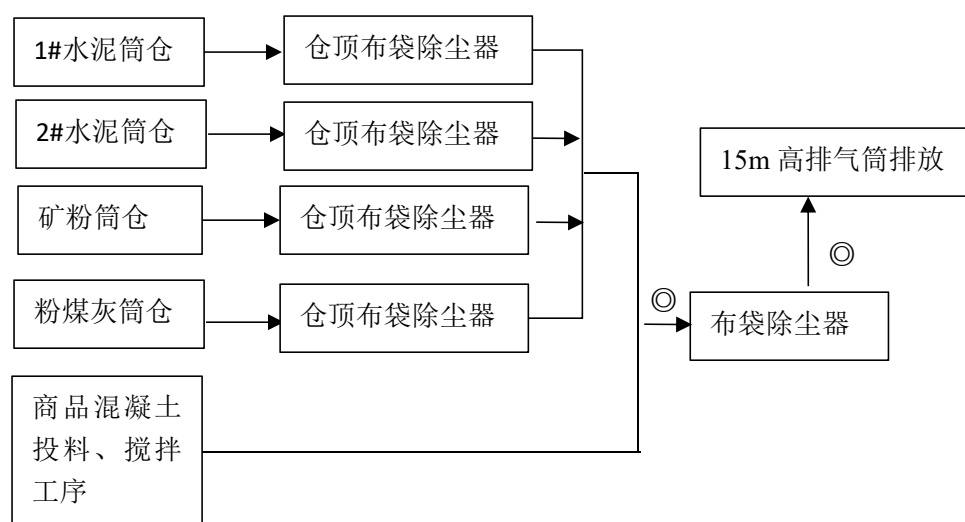 1#水泥筒仓
仓顶布袋除尘器
2#水泥筒仓
仓顶布袋除尘器
15m 高排气筒排放
矿粉筒仓
仓顶布袋除尘器
◎
粉煤灰筒仓
仓顶布袋除尘器
◎
布袋除尘器
商品混凝土
投料、搅拌
工序